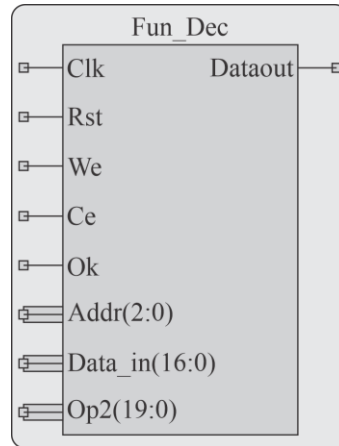 Fun_Dec
Clk Dataout
Rst
We
Ce
Ok
Addr(2:0)
Data_in(16:0)
Op2(19:0)